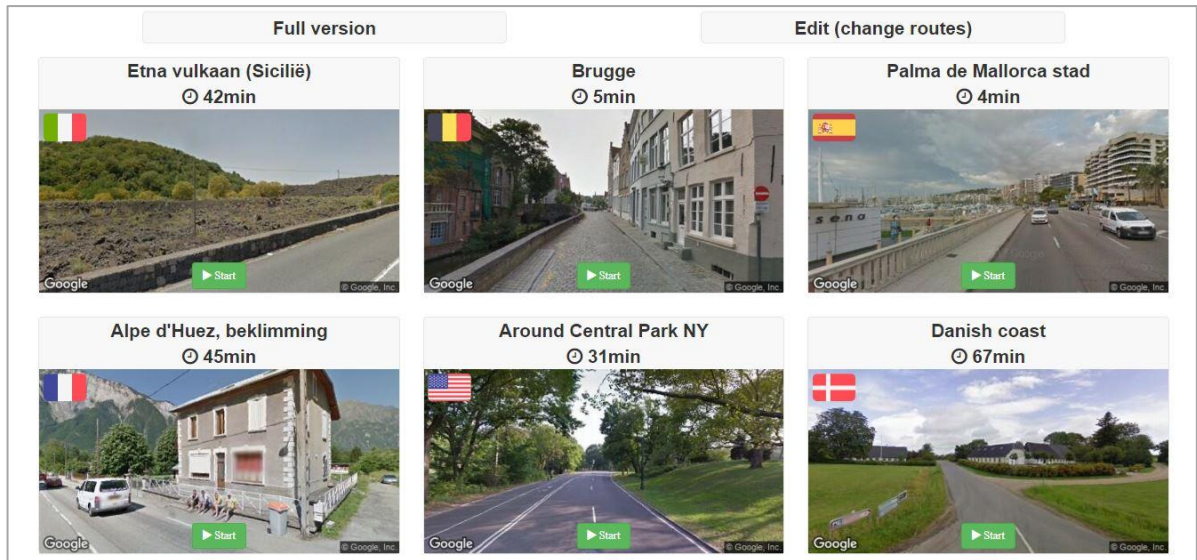 Full version
Edit (change routes)
Etna vulkaan (Sicilië)
42min
Brugge
5min
Palma de Mallorca stad
4min
sena
Start
Google
© Google, Inc.
Start
Google
© Google, Inc.
Start
Google
© Google, Inc.
Alpe d'Huez, beklimming
45min
Around Central Park NY
31min
Danish coast
67min
Start
Google
© Google, Inc.
Start
Google
© Google, Inc.
Start
Google
© Google, Inc.